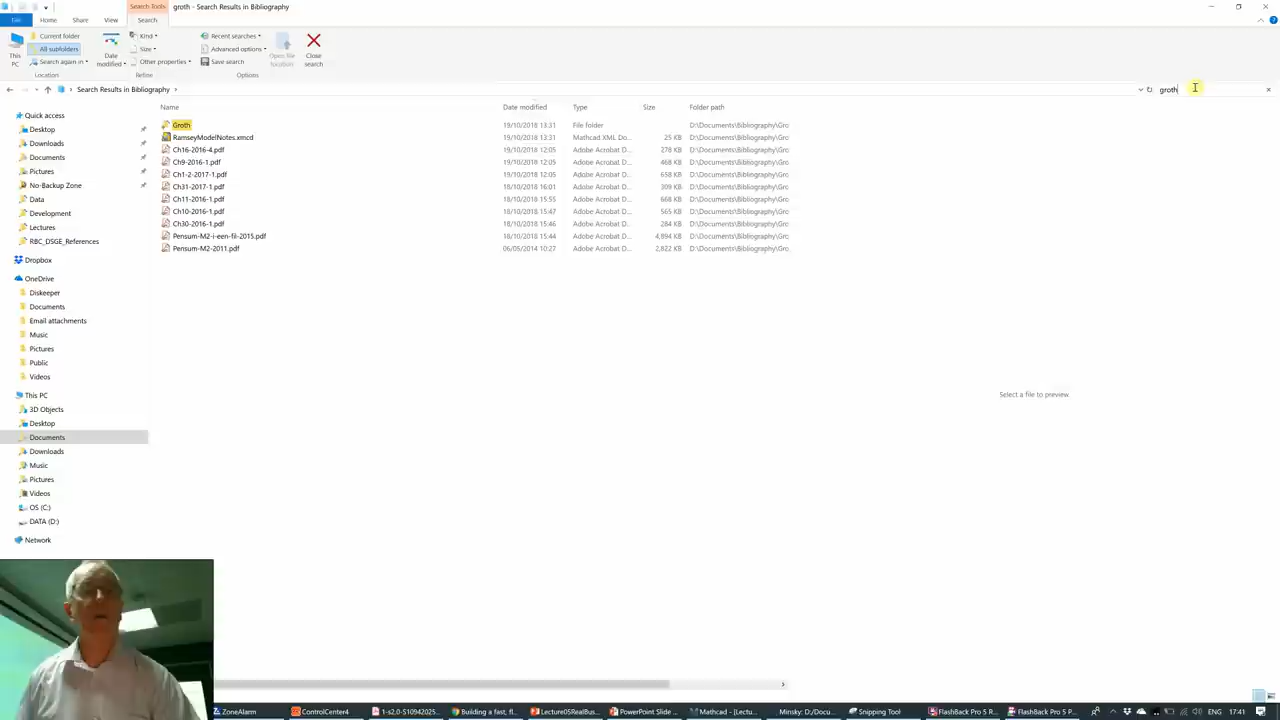 Search Tools
groth - Search Results in Bibliography
File
Home
Share
View
Search
This PC
Current folder
All subfolders
Search again in
Location
Date modified
Kind
Size
Other properties
Refine
Recent searches
Advanced options
Save search
Options
Open file location
Close search
Search Results in Bibliography
groth
Name
Date modified
Type
Size
Folder path
Groth 19/10/2018 13:31 File folder D:\Documents\Bibliography\Gro
RamseyModelNotes.xmcd 19/10/2018 13:31 Mathcad XML Do... 25 KB D:\Documents\Bibliography\Gro
Ch16-2016-4.pdf 19/10/2018 12:05 Adobe Acrobat D... 278 KB D:\Documents\Bibliography\Gro
Ch9-2016-1.pdf 19/10/2018 12:05 Adobe Acrobat D... 468 KB D:\Documents\Bibliography\Gro
Ch1-2-2017-1.pdf 19/10/2018 12:05 Adobe Acrobat D... 638 KB D:\Documents\Bibliography\Gro
Ch31-2017-1.pdf 18/10/2018 16:01 Adobe Acrobat D... 309 KB D:\Documents\Bibliography\Gro
Ch11-2016-1.pdf 18/10/2018 15:55 Adobe Acrobat D... 668 KB D:\Documents\Bibliography\Gro
Ch10-2016-1.pdf 18/10/2018 15:47 Adobe Acrobat D... 565 KB D:\Documents\Bibliography\Gro
Ch30-2016-1.pdf 18/10/2018 15:46 Adobe Acrobat D... 284 KB D:\Documents\Bibliography\Gro
Pensum-M2-i-een-fil-2015.pdf 18/10/2018 15:44 Adobe Acrobat D... 4,894 KB D:\Documents\Bibliography\Gro
Pensum-M2-2011.pdf 06/05/2014 10:27 Adobe Acrobat D... 2,822 KB D:\Documents\Bibliography\Gro
Quick access
Desktop
Downloads
Documents
Pictures
No-Backup Zone
Data
Development
Lectures
RBC_DSGE_References
Dropbox
OneDrive
Diskeeper
Documents
Email attachments
Music
Pictures
Public
Videos
This PC
3D Objects
Desktop
Documents
Downloads
Music
Pictures
Videos
OS (C:)
DATA (D:)
Network
Select a file to preview.
ZoneAlarm
ControlCenter4
1-s2.0-S10942025...
Building a fast, fl...
Lecture05RealBus...
PowerPoint Slide ...
Mathcad - [Lectu...
Minsky: D:/Docu...
Snipping Tool
FlashBack Pro 5 R...
FlashBack Pro 5 P...
ENG
17:41